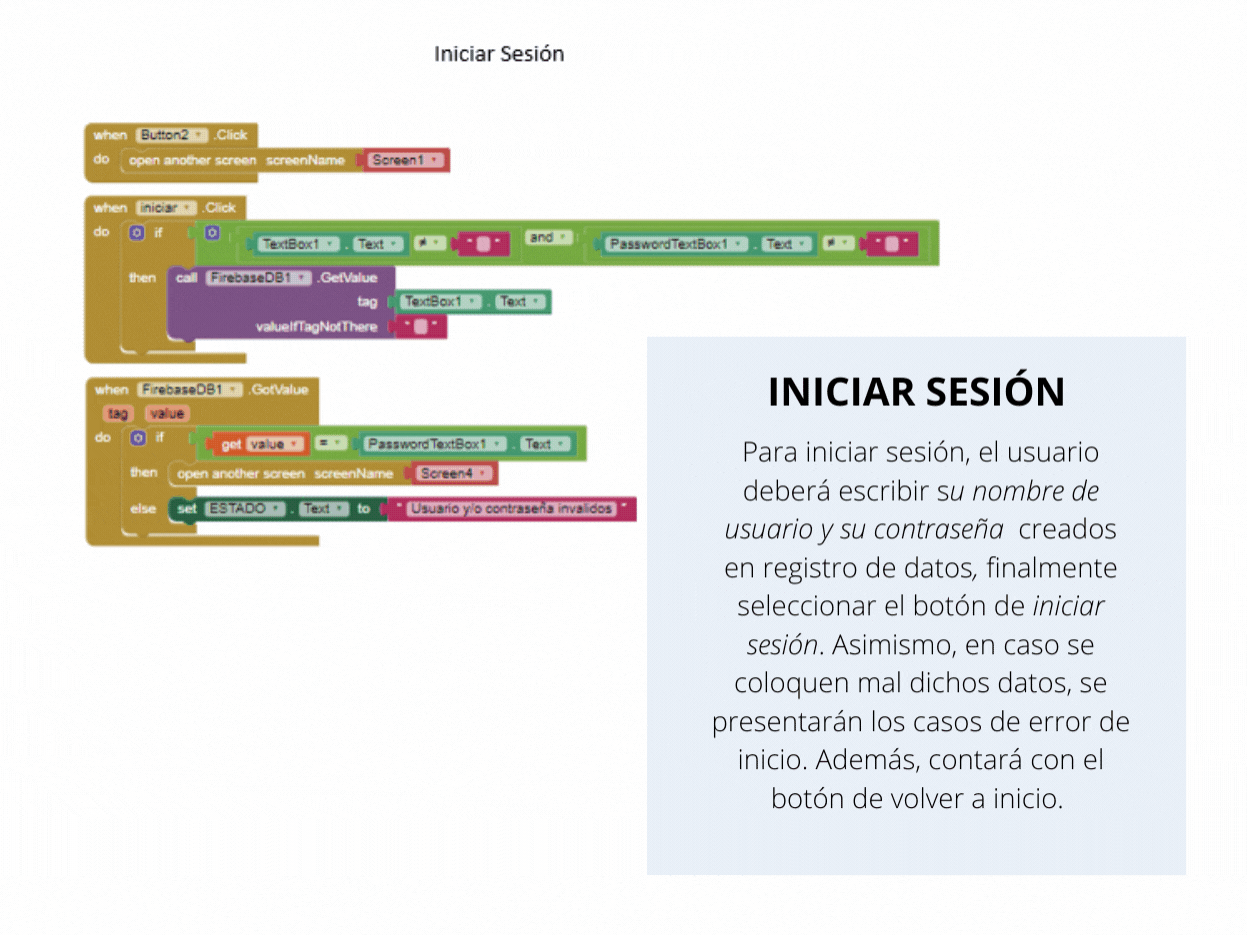 Iniciar Sesión
when Button2 .Click
do open another screen screenName Screen1
when iniciar .Click
do if TextBox1 . Text ≠ " " and PasswordTextBox1 . Text ≠ " "
then call FirebaseDB1 .GetValue
tag TextBox1 . Text
valueIfTagNotThere " "
when FirebaseDB1 .GotValue
tag value
do if get value = PasswordTextBox1 . Text
then open another screen screenName Screen4
else set ESTADO . Text to " Usuario y/o contraseña invalidos "
INICIAR SESIÓN
Para iniciar sesión, el usuario
deberá escribir su nombre de
usuario y su contraseña creados
en registro de datos, finalmente
seleccionar el botón de iniciar
sesión. Asimismo, en caso se
coloquen mal dichos datos, se
presentarán los casos de error de
inicio. Además, contará con el
botón de volver a inicio.